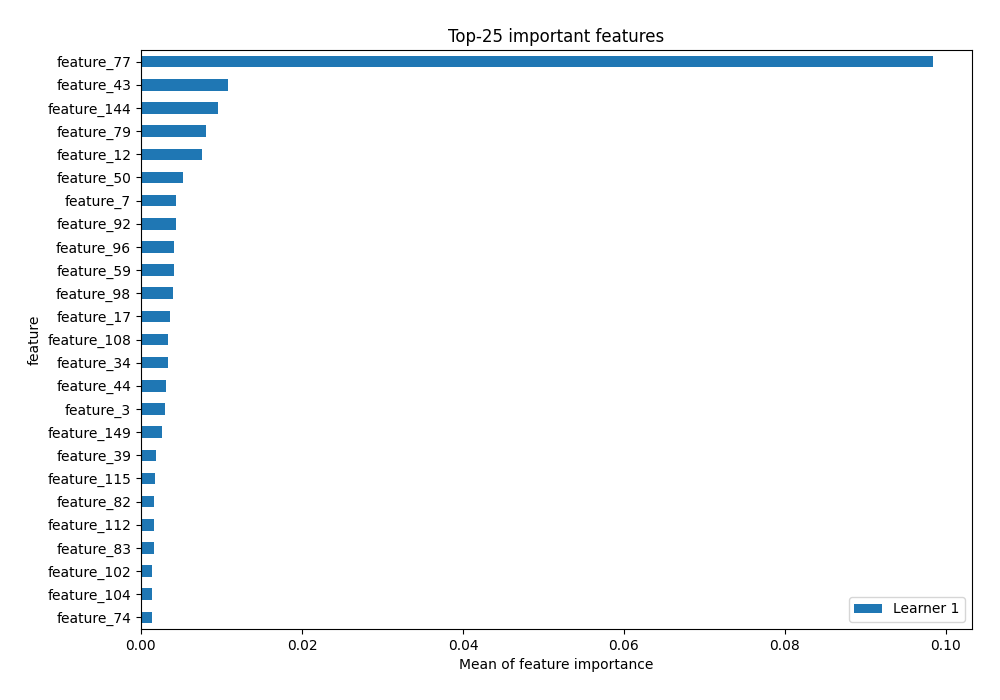 Top-25 important features
feature_77
feature_43
feature_144
feature_79
feature_12
feature_50
feature_7
feature_92
feature_96
feature_59
feature_98
feature_17
feature_108
feature_34
feature_44
feature_3
feature_149
feature_39
feature_115
feature_82
feature_112
feature_83
feature_102
feature_104
feature_74
feature
Learner 1
0.00 0.02 0.04 0.06 0.08 0.10
Mean of feature importance